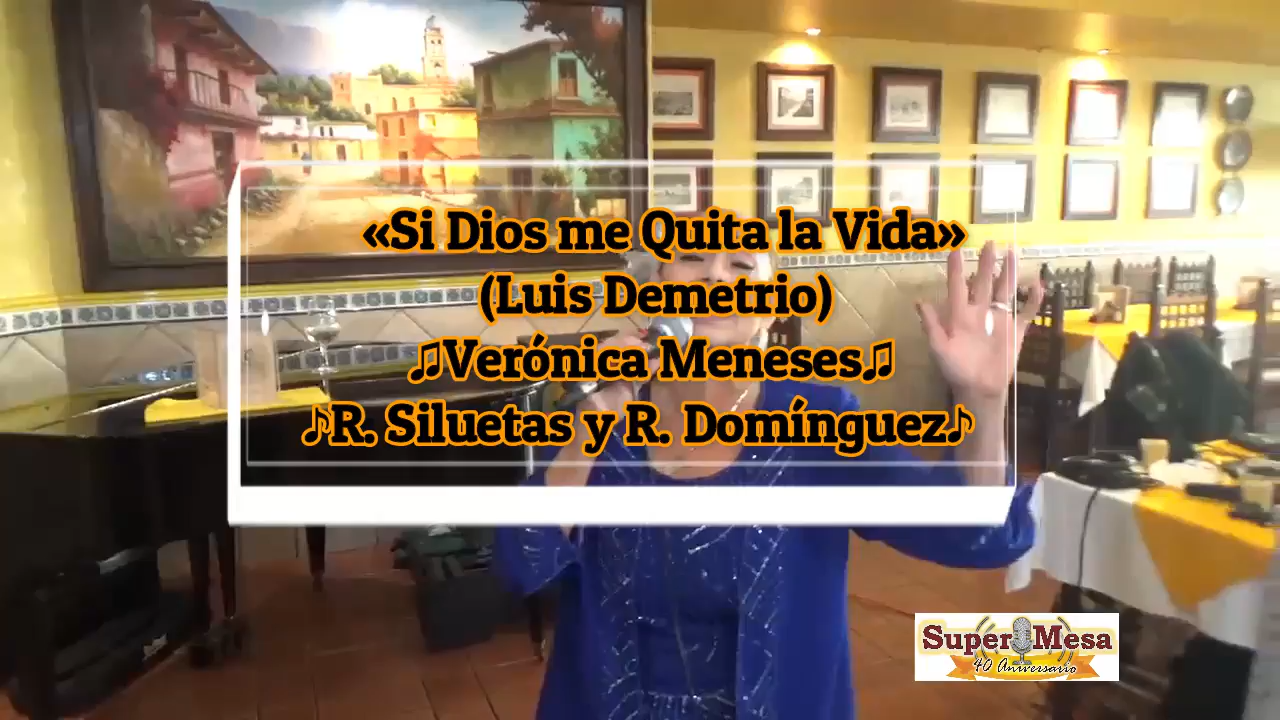 «Si Dios me Quita la Vida»
(Luis Demetrio)
♫Verónica Meneses♫
♪R. Siluetas y R. Domínguez♪
Super Mesa
40 Aniversario